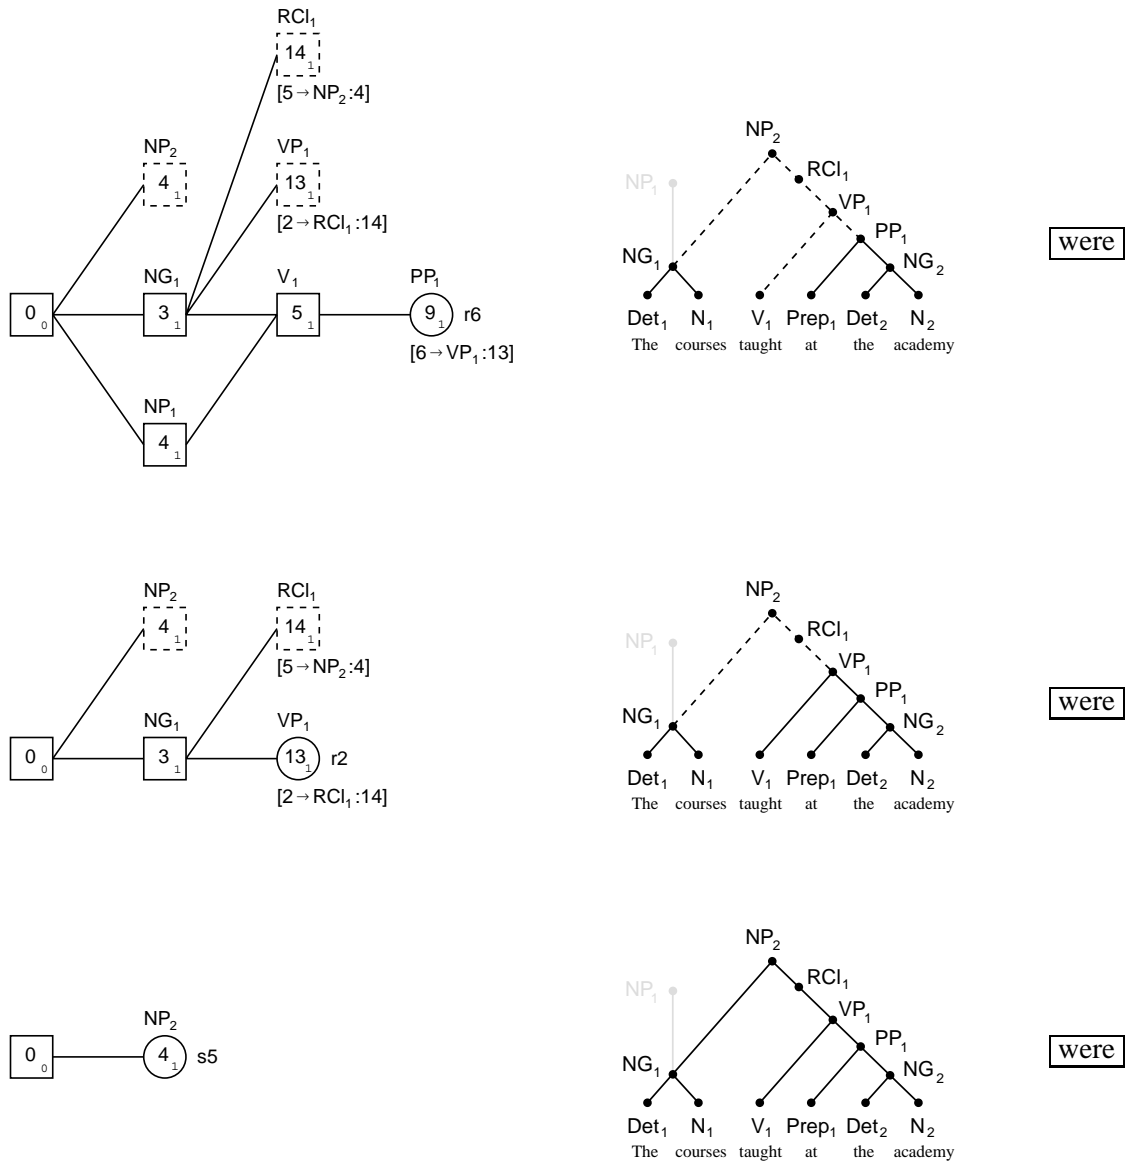 RCl₁
14 ₁
[5→NP₂:4]
NP₂
4 ₁
VP₁
13 ₁
[2→RCl₁:14]
NG₁
V₁
PP₁
0 ₀
3 ₁
5 ₁
9 ₁ r6
[6→VP₁:13]
NP₁
4 ₁
NP₂
RCl₁
NP₁
VP₁
PP₁
NG₁
NG₂
Det₁ N₁ V₁ Prep₁ Det₂ N₂
The courses taught at the academy
were
NP₂
4 ₁
RCl₁
14 ₁
[5→NP₂:4]
NG₁
VP₁
0 ₀
3 ₁
13 ₁ r2
[2→RCl₁:14]
NP₂
RCl₁
NP₁
VP₁
PP₁
NG₁
NG₂
Det₁ N₁ V₁ Prep₁ Det₂ N₂
The courses taught at the academy
were
NP₂
0 ₀
4 ₁ s5
NP₂
RCl₁
NP₁
VP₁
PP₁
NG₁
NG₂
Det₁ N₁ V₁ Prep₁ Det₂ N₂
The courses taught at the academy
were